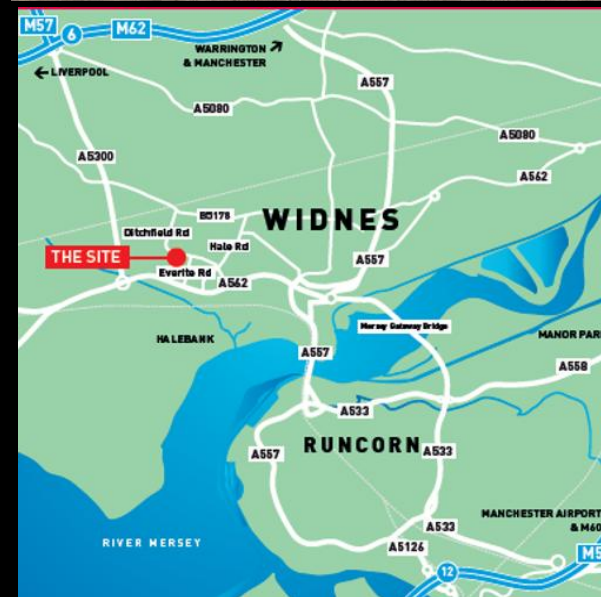 M57
6
M62
WARRINGTON
& MANCHESTER
LIVERPOOL
A557
A5080
A5080
A5300
A562
B5178
WIDNES
Ditchfield Rd
Hale Rd
THE SITE
A557
Everite Rd
A562
Mersey Gateway Bridge
HALEBANK
MANOR PARK
A557
A558
A533
RUNCORN
A533
A557
MANCHESTER AIRPORT
& M60
A533
RIVER MERSEY
A5126
M5
12